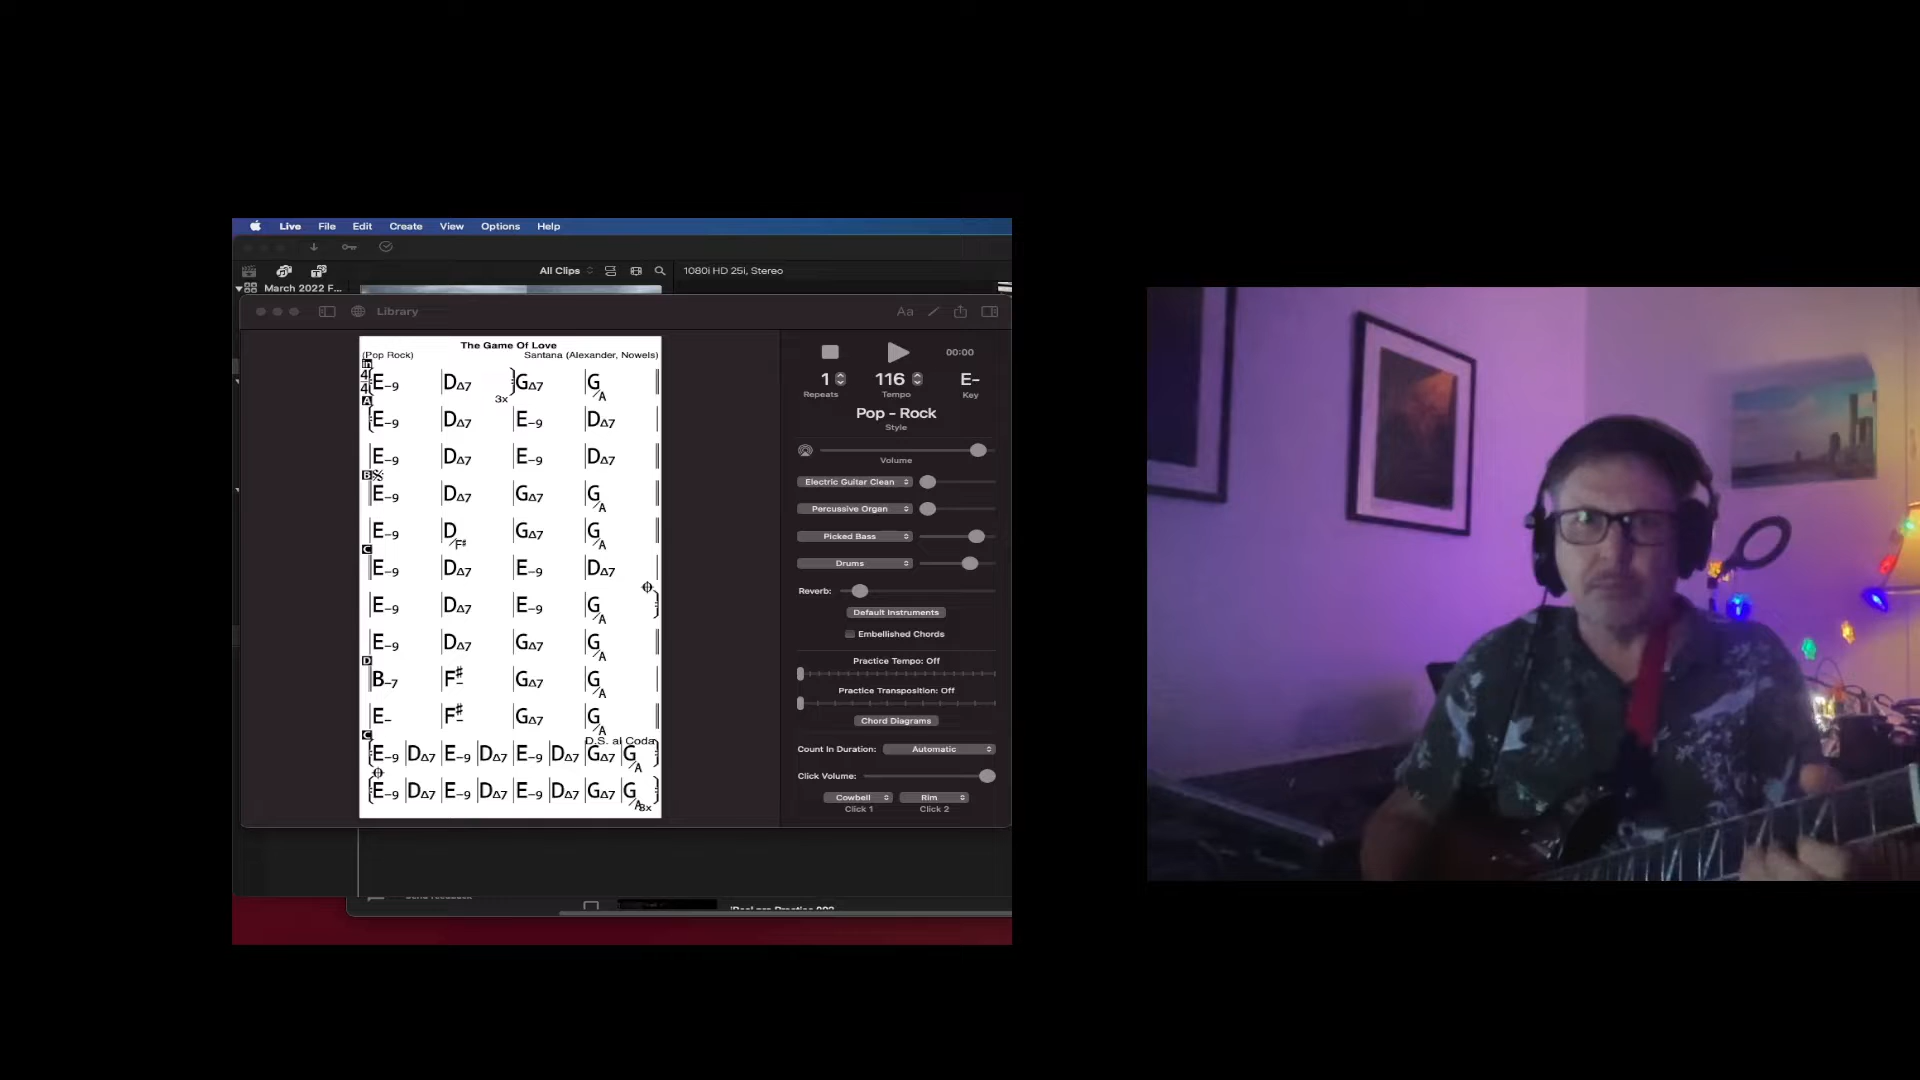 Live File Edit Create View Options Help
All Clips 1080i HD 25i, Stereo
March 2022 F...
Library Aa
The Game Of Love
(Pop Rock) Santana (Alexander, Nowels)
in
4/4 E–9 DΔ7 GΔ7 G/A
3x
A
E–9 DΔ7 E–9 DΔ7
E–9 DΔ7 E–9 DΔ7
B
E–9 DΔ7 GΔ7 G/A
E–9 D/F♯ GΔ7 G/A
C
E–9 DΔ7 E–9 DΔ7
E–9 DΔ7 E–9 G/A
E–9 DΔ7 GΔ7 G/A
D
B–7 F♯– GΔ7 G/A
E– F♯– GΔ7 G/A
C D.S. al Coda
E–9 DΔ7 E–9 DΔ7 E–9 DΔ7 GΔ7 G/A
E–9 DΔ7 E–9 DΔ7 E–9 DΔ7 GΔ7 G/A
00:00
1 116 E-
Repeats Tempo Key
Pop - Rock
Style
Volume
Electric Guitar Clean
Percussive Organ
Picked Bass
Drums
Reverb:
Default Instruments
Embellished Chords
Practice Tempo: Off
Practice Transposition: Off
Chord Diagrams
Count In Duration: Automatic
Click Volume:
Cowbell Rim
Click 1 Click 2